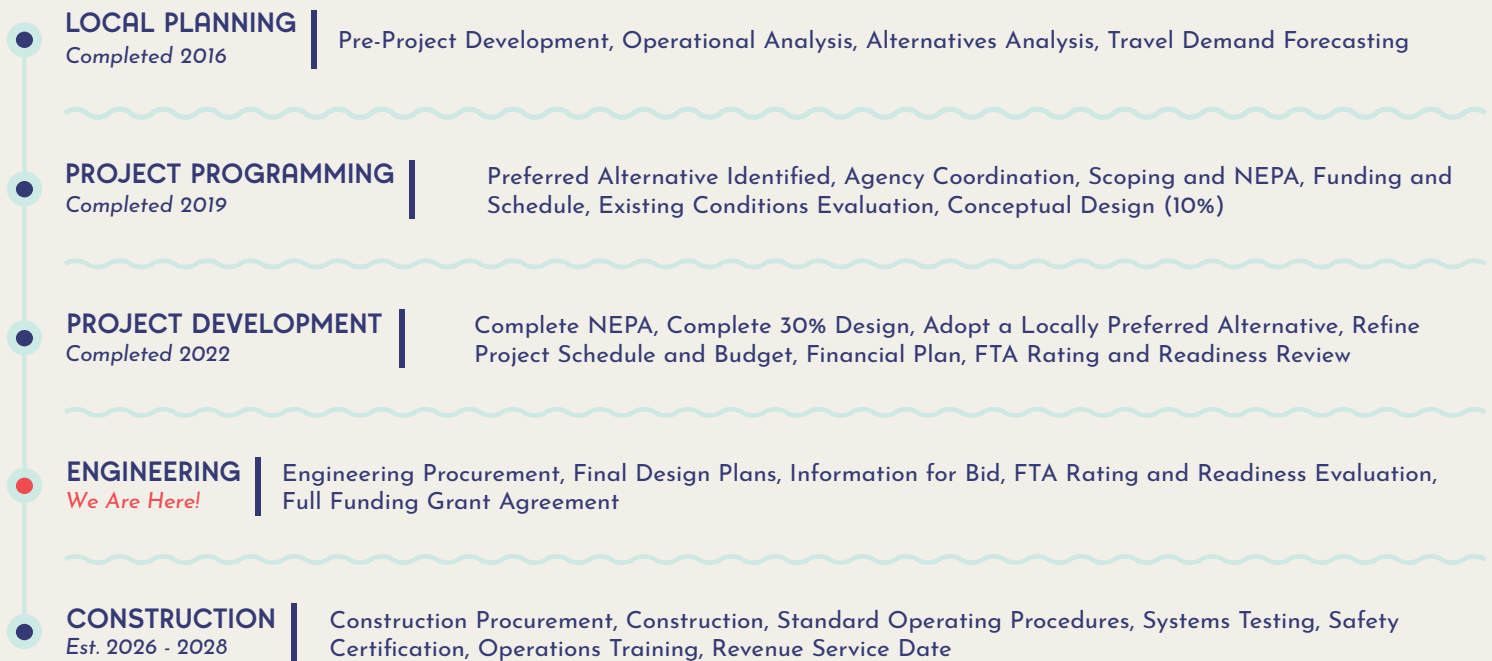 LOCAL PLANNING
Completed 2016
Pre-Project Development, Operational Analysis, Alternatives Analysis, Travel Demand Forecasting
PROJECT PROGRAMMING
Completed 2019
Preferred Alternative Identified, Agency Coordination, Scoping and NEPA, Funding and
Schedule, Existing Conditions Evaluation, Conceptual Design (10%)
PROJECT DEVELOPMENT
Completed 2022
Complete NEPA, Complete 30% Design, Adopt a Locally Preferred Alternative, Refine
Project Schedule and Budget, Financial Plan, FTA Rating and Readiness Review
ENGINEERING
We Are Here!
Engineering Procurement, Final Design Plans, Information for Bid, FTA Rating and Readiness Evaluation,
Full Funding Grant Agreement
CONSTRUCTION
Est. 2026 - 2028
Construction Procurement, Construction, Standard Operating Procedures, Systems Testing, Safety
Certification, Operations Training, Revenue Service Date